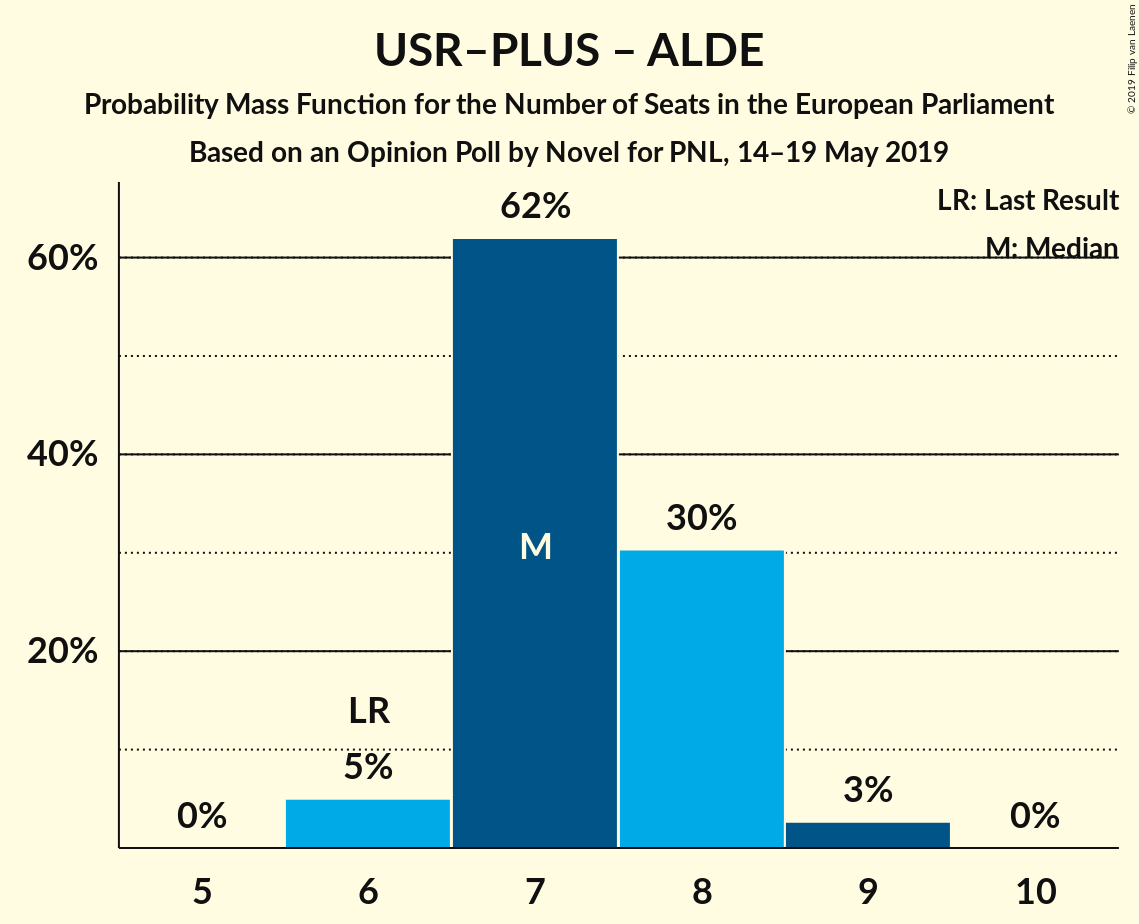 USR–PLUS – ALDE
Probability Mass Function for the Number of Seats in the European Parliament
Based on an Opinion Poll by Novel for PNL, 14–19 May 2019
© 2019 Filip van Laenen
LR: Last Result
M: Median
62%
60%
40%
30%
M
20%
LR
5%
3%
0%
0%
5 6 7 8 9 10